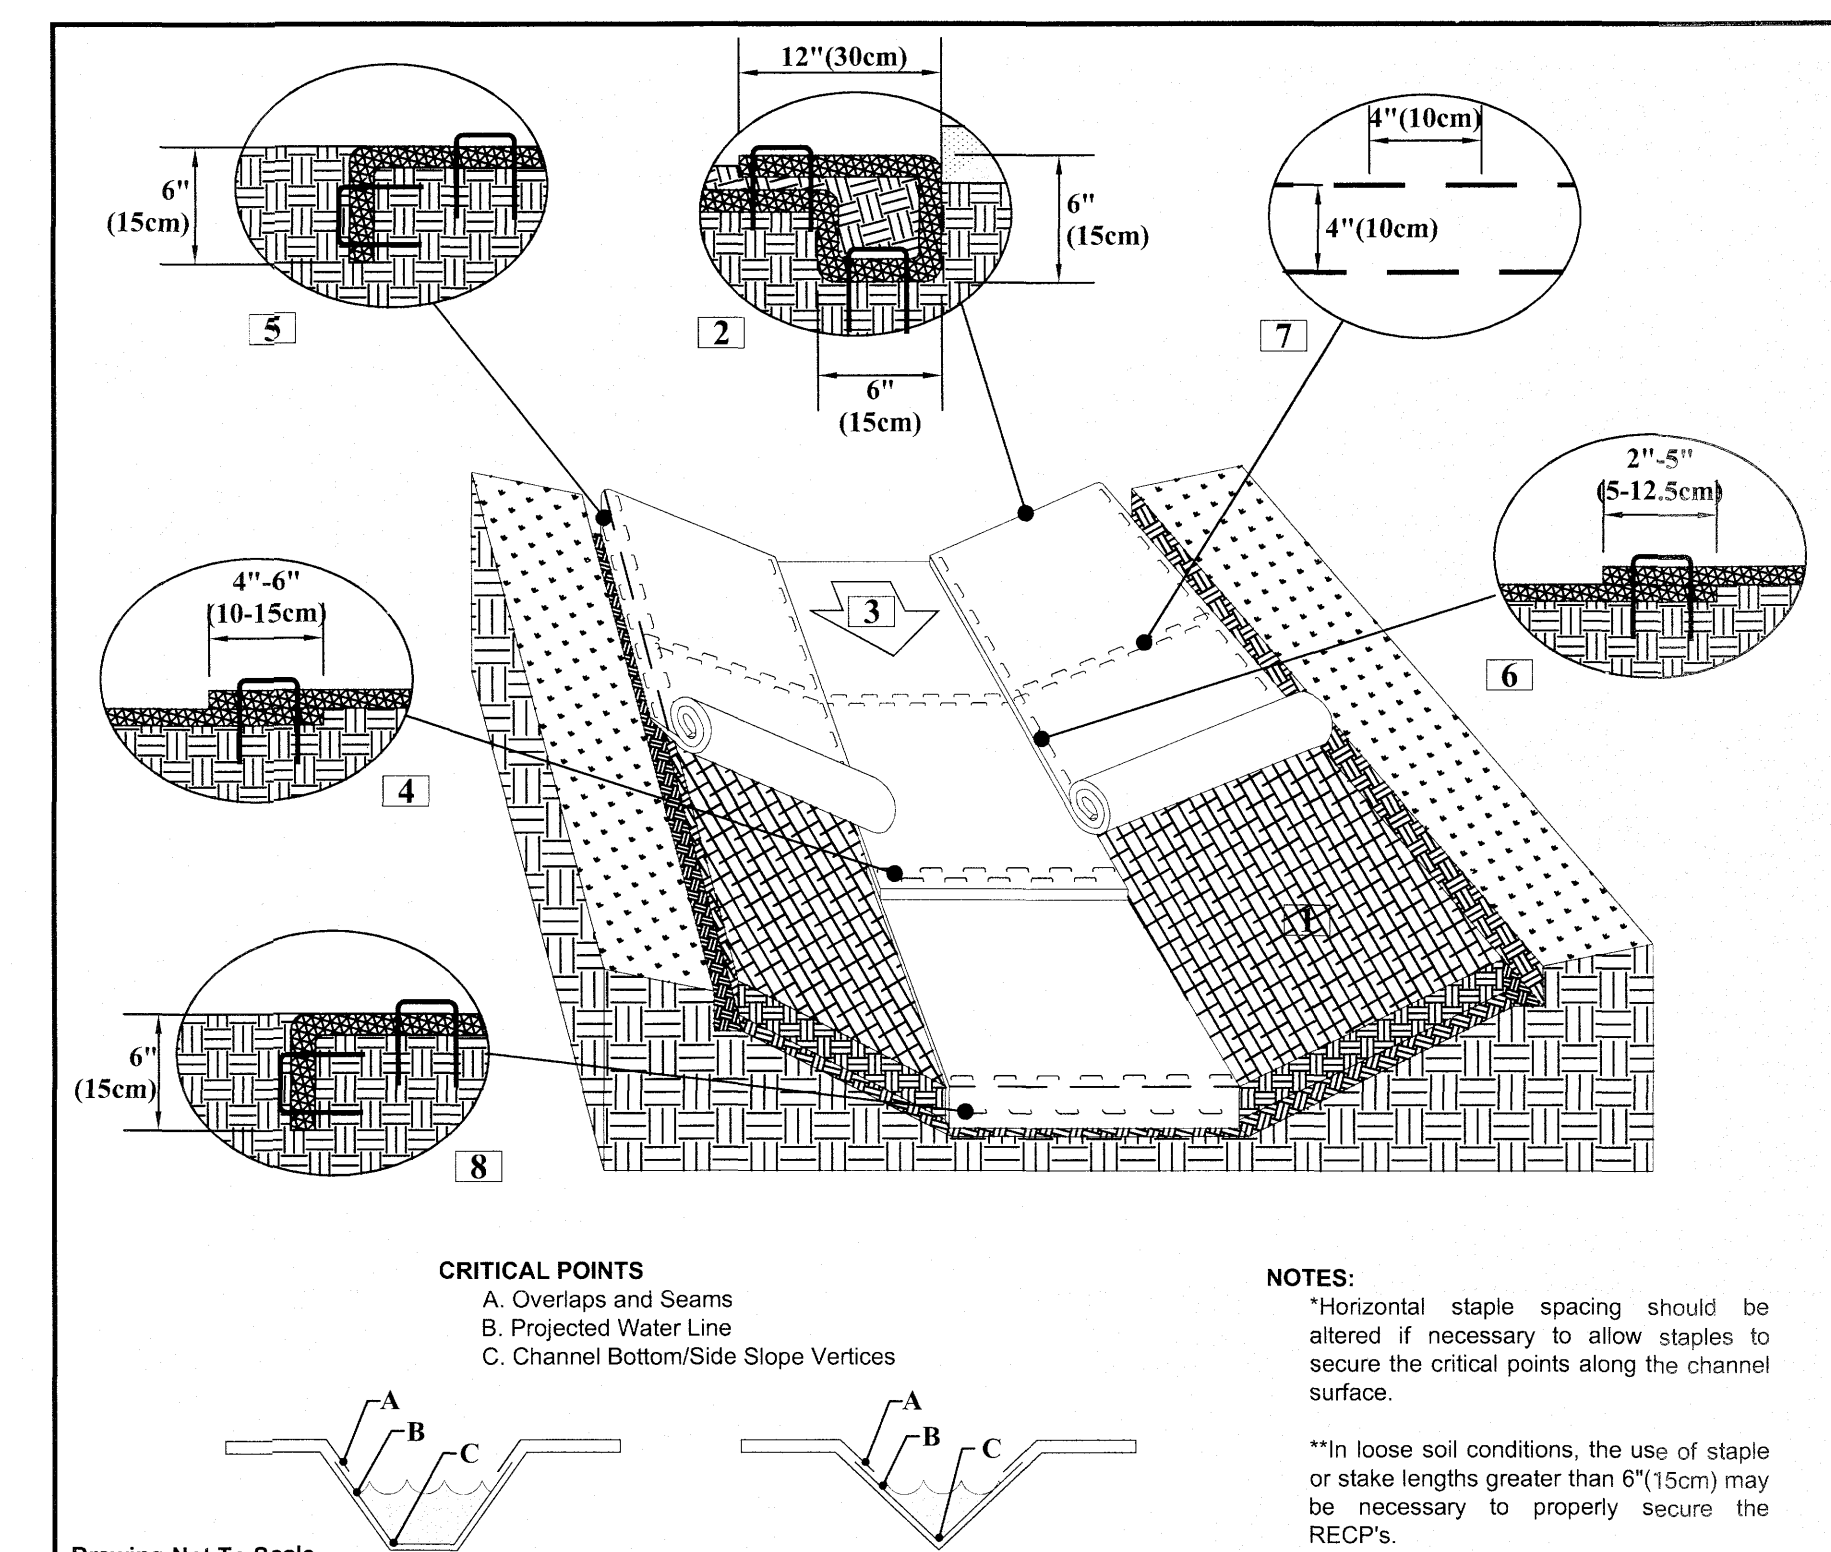 12"(30cm)
6"
(15cm)
5
6"
(15cm)
6"
(15cm)
2
4"(10cm)
4"(10cm)
7
2"-5"
(5-12.5cm)
6
4"-6"
(10-15cm)
4
3
1
6"
(15cm)
8
CRITICAL POINTS
A. Overlaps and Seams
B. Projected Water Line
C. Channel Bottom/Side Slope Vertices
A
B
C
A
B
C
NOTES:
*Horizontal staple spacing should be
altered if necessary to allow staples to
secure the critical points along the channel
surface.
**In loose soil conditions, the use of staple
or stake lengths greater than 6"(15cm) may
be necessary to properly secure the
RECP's.
Drawing Not To Scale